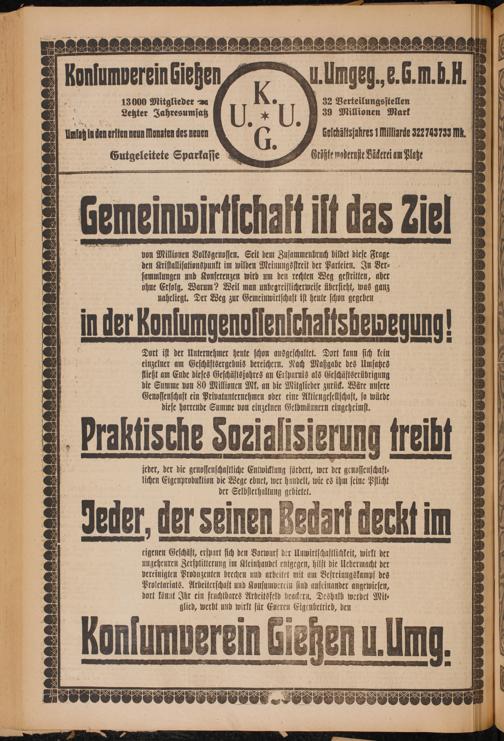 Konsumverein Gießen u. Umgeg., e. G. m. b. H.
13000 Mitglieder
Letzter Jahresumsatz
32 Verteilungsstellen
39 Millionen Mark
K.
U. * U.
G.
Umsatz in den ersten neun Monaten des neuen Geschäftsjahres 1 Milliarde 322743733 Mk.
Gutgeleitete Sparkasse
Größte modernste Bäckerei am Platze
Gemeinwirtschaft ist das Ziel
von Millionen Volksgenossen. Seit dem Zusammenbruch bildet diese Frage
den Kristallisationspunkt im wilden Meinungsstreit der Parteien. In Ver-
sammlungen und Konferenzen wird um den rechten Weg gestritten, aber
ohne Erfolg. Warum? Weil man unbegreiflicherweise übersieht, was ganz
naheliegt. Der Weg zur Gemeinwirtschaft ist heute schon gegeben
in der Konsumgenossenschaftsbewegung!
Dort ist der Unternehmer heute schon ausgeschaltet. Dort kann sich kein
einzelner am Geschäftsergebnis bereichern. Nach Maßgabe des Umsatzes
fließt am Ende dieses Geschäftsjahres an Ersparnis als Geschäftserübrigung
die Summe von 80 Millionen Mk. an die Mitglieder zurück. Wäre unsere
Genossenschaft ein Privatunternehmen oder eine Aktiengesellschaft, so würde
diese horrende Summe von einzelnen Geldmännern eingeheimst.
Praktische Sozialisierung treibt
jeder, der die genossenschaftliche Entwicklung fördert, wer der genossenschaft-
lichen Eigenproduktion die Wege ebnet, wer handelt, wie es ihm seine Pflicht
der Selbsterhaltung gebietet.
Jeder, der seinen Bedarf deckt im
eigenen Geschäft, erspart sich den Vorwurf der Unwirtschaftlichkeit, wirkt der
ungeheuren Zersplitterung im Kleinhandel entgegen, hilft die Uebermacht der
vereinigten Produzenten brechen und arbeitet mit am Befreiungskampf des
Proletariats. Arbeiterschaft und Konsumverein sind aufeinander angewiesen,
dort könnt Ihr ein fruchtbares Arbeitsfeld beackern. Deshalb werdet Mit-
glied, werbt und wirkt für Eueren Eigenbetrieb, den
Konsumverein Gießen u. Umg.